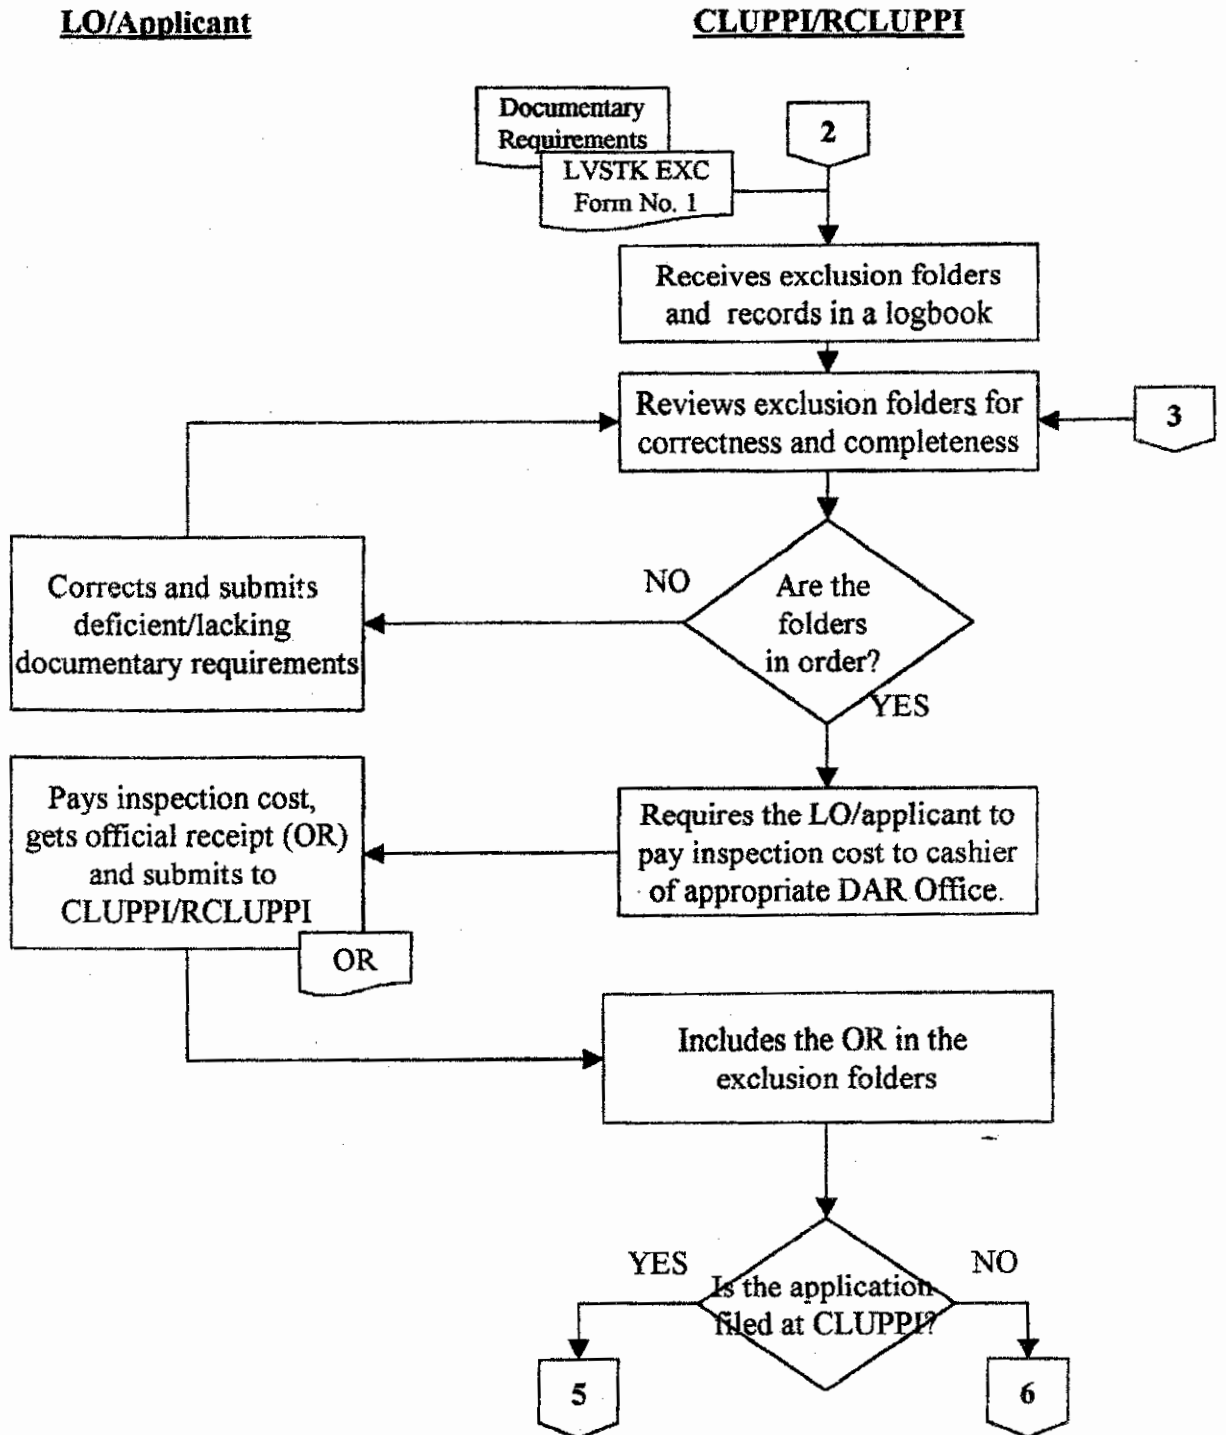 LO/Applicant
CLUPPI/RCLUPPI
Documentary
Requirements
2
LVSTK EXC
Form No. 1
Receives exclusion folders
and records in a logbook
Reviews exclusion folders for
correctness and completeness
3
NO
Are the
folders
in order?
YES
Corrects and submits
deficient/lacking
documentary requirements
Requires the LO/applicant to
pay inspection cost to cashier
of appropriate DAR Office.
Pays inspection cost,
gets official receipt (OR)
and submits to
CLUPPI/RCLUPPI
OR
Includes the OR in the
exclusion folders
YES
Is the application
filed at CLUPPI?
NO
5
6